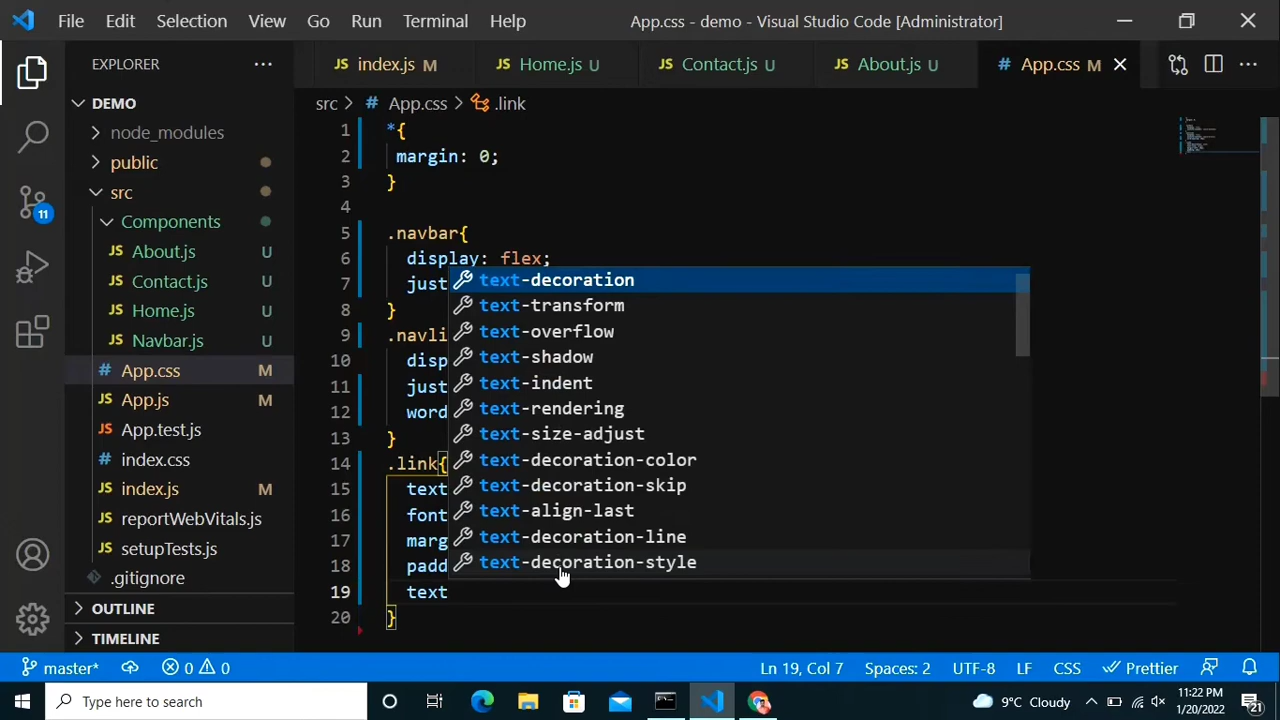 File Edit Selection View Go Run Terminal Help App.css - demo - Visual Studio Code [Administrator]
EXPLORER
JS index.js M
JS Home.js U
JS Contact.js U
JS About.js U
# App.css M
DEMO
node_modules
public
src
Components
JS About.js U
JS Contact.js U
JS Home.js U
JS Navbar.js U
# App.css M
JS App.js M
JS App.test.js
# index.css
JS index.js M
JS reportWebVitals.js
JS setupTests.js
.gitignore
OUTLINE
TIMELINE
11
src > # App.css > .link
1 *{
2 margin: 0;
3 }
4
5 .navbar{
6 display: flex;
7 just
8 }
9 .navli
10 disp
11 just
12 word
13 }
14 .link{
15 text
16 font
17 marg
18 padd
19 text
20 }
text-decoration
text-transform
text-overflow
text-shadow
text-indent
text-rendering
text-size-adjust
text-decoration-color
text-decoration-skip
text-align-last
text-decoration-line
text-decoration-style
master* 0 0 Ln 19, Col 7 Spaces: 2 UTF-8 LF CSS Prettier
Type here to search
9°C Cloudy
11:22 PM
1/20/2022
21